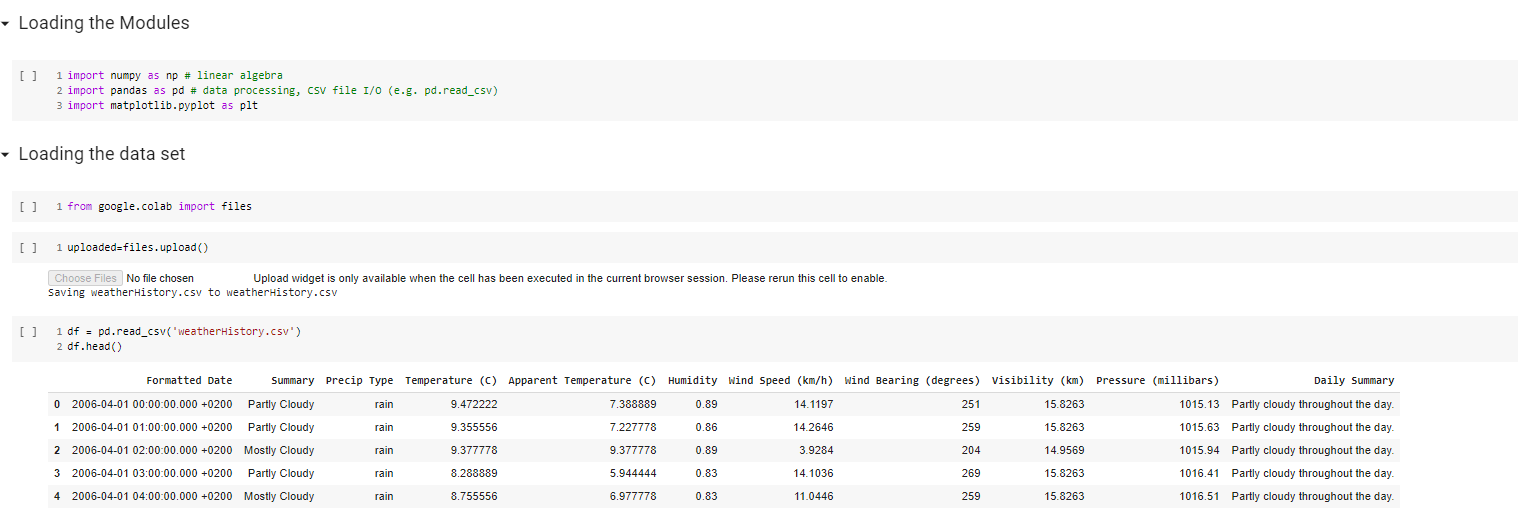 Loading the Modules
[ ] 1 import numpy as np # linear algebra
2 import pandas as pd # data processing, CSV file I/O (e.g. pd.read_csv)
3 import matplotlib.pyplot as plt
Loading the data set
[ ] 1 from google.colab import files
[ ] 1 uploaded=files.upload()
Choose Files No file chosen Upload widget is only available when the cell has been executed in the current browser session. Please rerun this cell to enable.
Saving weatherHistory.csv to weatherHistory.csv
[ ] 1 df = pd.read_csv('weatherHistory.csv')
2 df.head()
Formatted Date Summary Precip Type Temperature (C) Apparent Temperature (C) Humidity Wind Speed (km/h) Wind Bearing (degrees) Visibility (km) Pressure (millibars) Daily Summary
0 2006-04-01 00:00:00.000 +0200 Partly Cloudy rain 9.472222 7.388889 0.89 14.1197 251 15.8263 1015.13 Partly cloudy throughout the day.
1 2006-04-01 01:00:00.000 +0200 Partly Cloudy rain 9.355556 7.227778 0.86 14.2646 259 15.8263 1015.63 Partly cloudy throughout the day.
2 2006-04-01 02:00:00.000 +0200 Mostly Cloudy rain 9.377778 9.377778 0.89 3.9284 204 14.9569 1015.94 Partly cloudy throughout the day.
3 2006-04-01 03:00:00.000 +0200 Partly Cloudy rain 8.288889 5.944444 0.83 14.1036 269 15.8263 1016.41 Partly cloudy throughout the day.
4 2006-04-01 04:00:00.000 +0200 Mostly Cloudy rain 8.755556 6.977778 0.83 11.0446 259 15.8263 1016.51 Partly cloudy throughout the day.